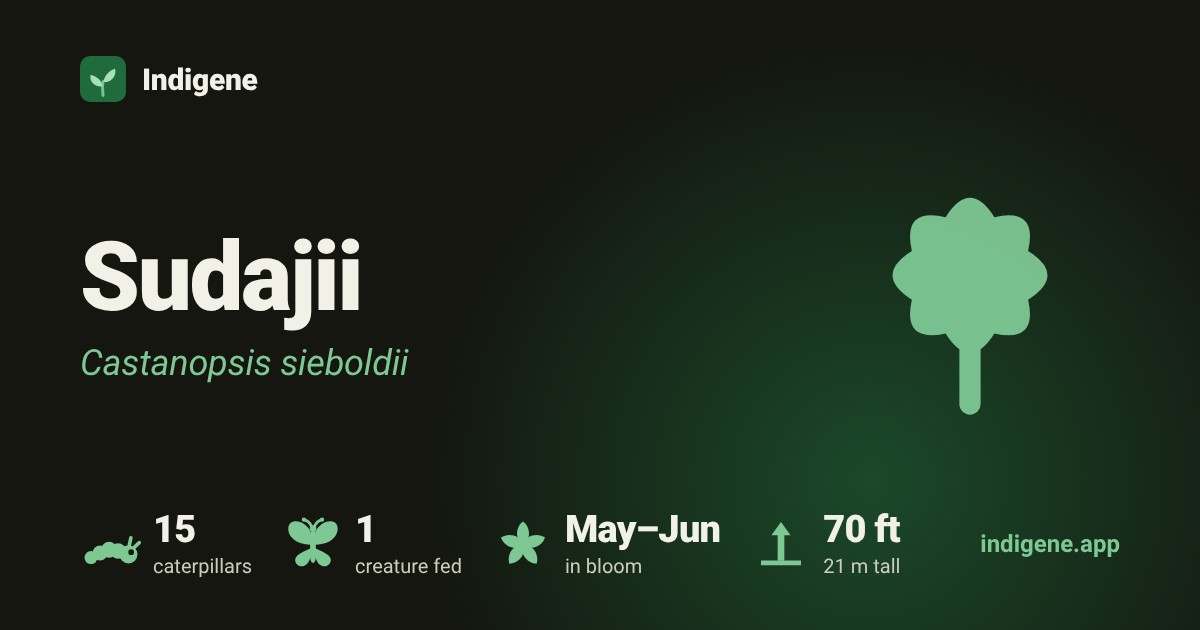 Indigene
Sudajii
Castanopsis sieboldii
15
caterpillars
1
creature fed
May–Jun
in bloom
70 ft
21 m tall
indigene.app